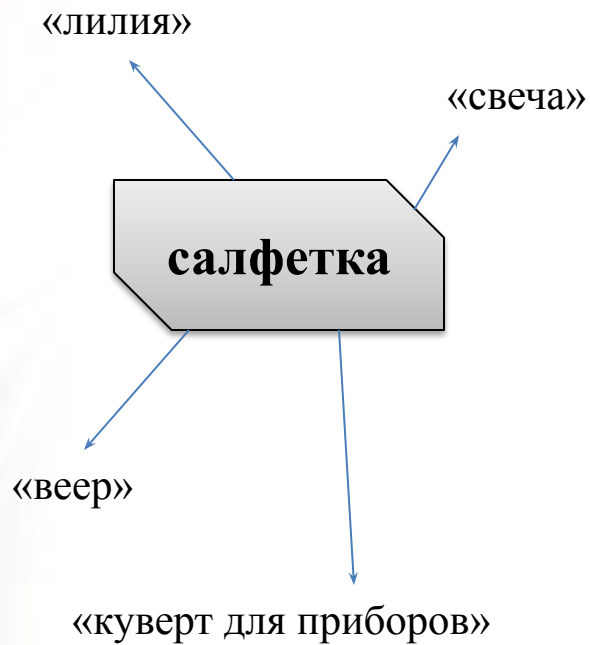 «лилия»
«свеча»
салфетка
«веер»
«куверт для приборов»